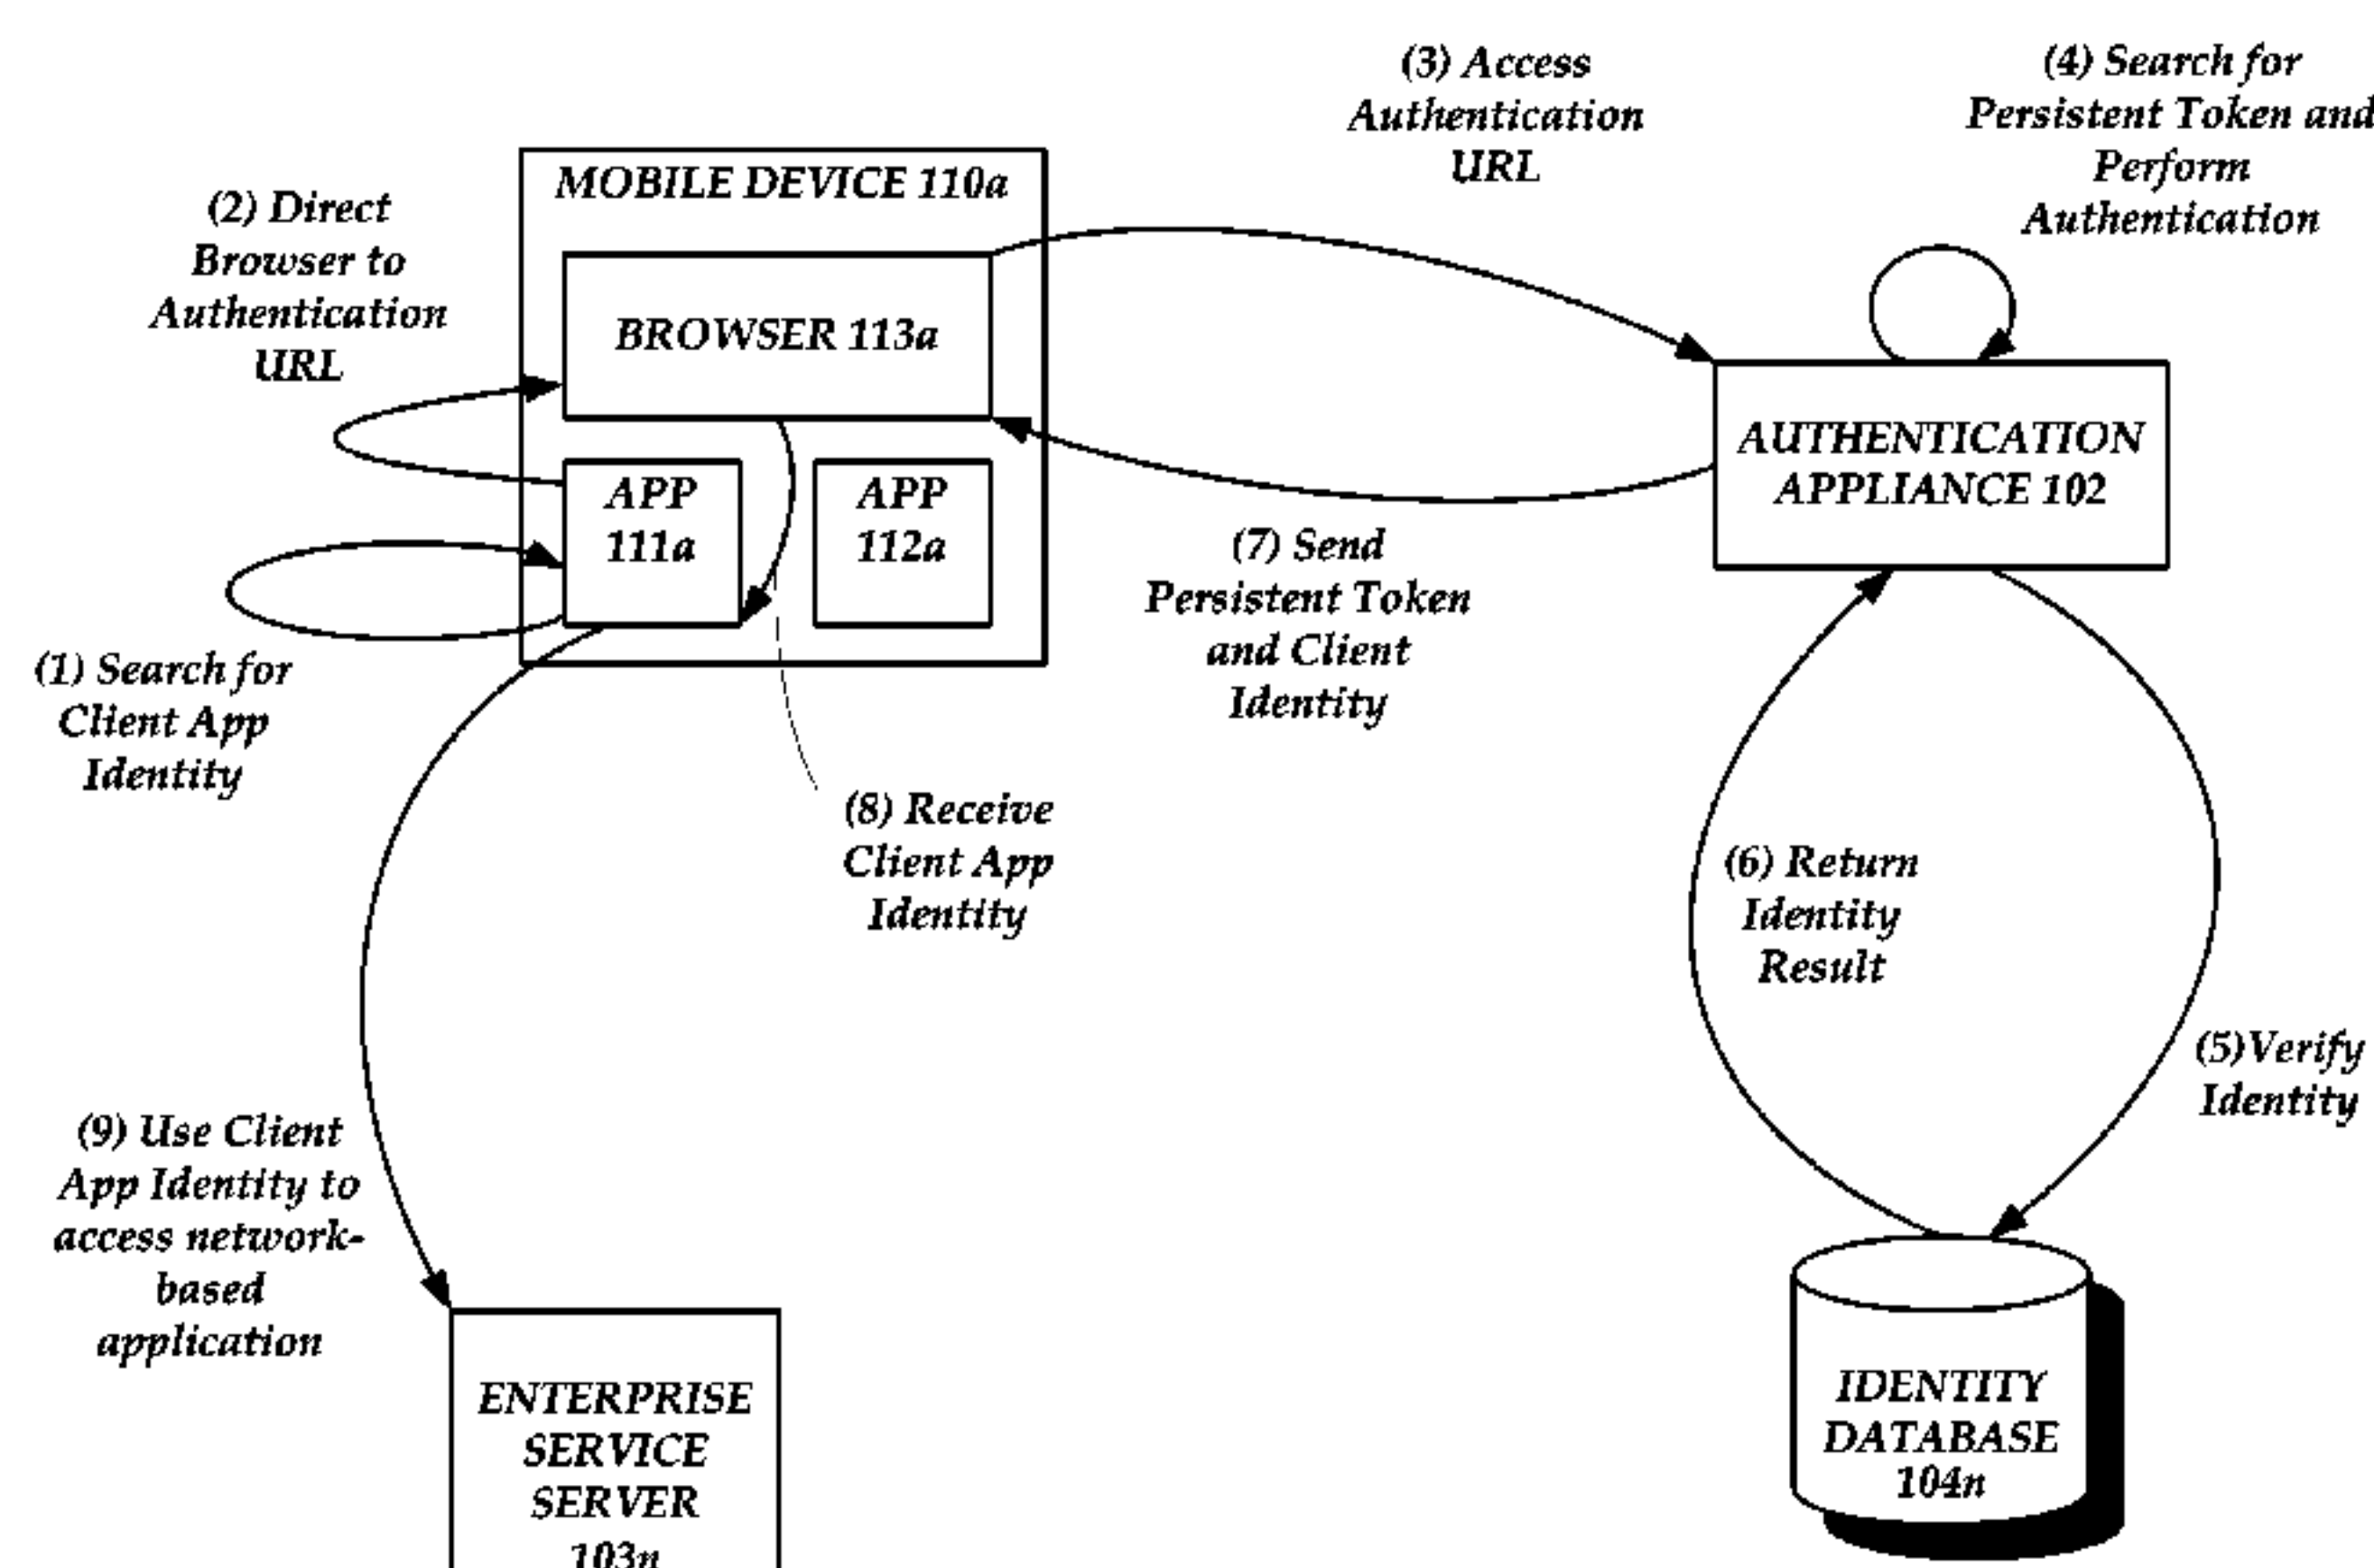 (3) Access
Authentication
URL
(4) Search for
Persistent Token and
Perform
Authentication
MOBILE DEVICE 110a
(2) Direct
Browser to
Authentication
URL
BROWSER 113a
AUTHENTICATION
APPLIANCE 102
APP
111a
APP
112a
(7) Send
Persistent Token
and Client
Identity
(1) Search for
Client App
Identity
(8) Receive
Client App
Identity
(6) Return
Identity
Result
(5)Verify
Identity
(9) Use Client
App Identity to
access network-
based
application
ENTERPRISE
SERVICE
SERVER
103n
IDENTITY
DATABASE
104n